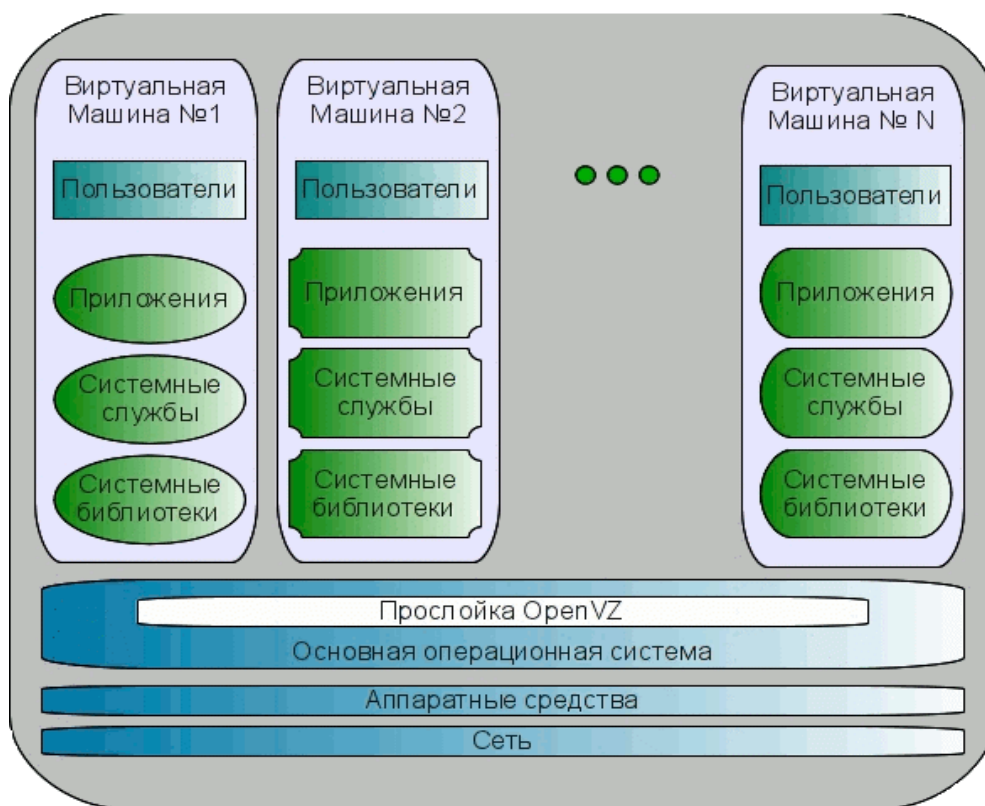 Виртуальная
Машина №1
Пользователи
Приложения
Системные
службы
Системные
библиотеки
Виртуальная
Машина №2
Пользователи
Приложения
Системные
службы
Системные
библиотеки
Виртуальная
Машина № N
Пользователи
Приложения
Системные
службы
Системные
библиотеки
Прослойка OpenVZ
Основная операционная система
Аппаратные средства
Сеть